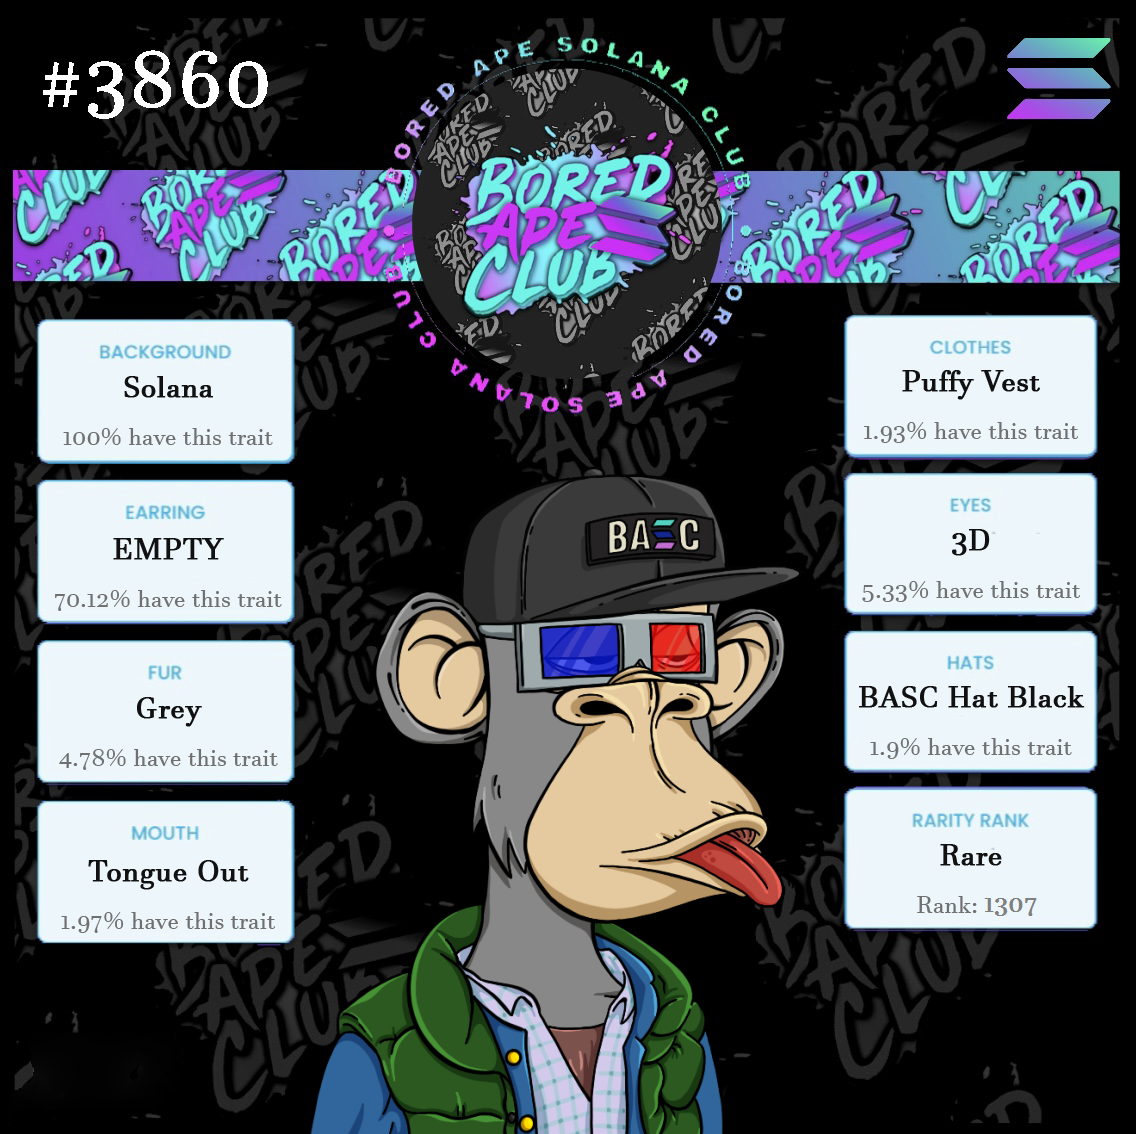 #3860
BORED APE SOLANA CLUB
BORED APE SOLANA CLUB
BORED
APE
CLUB
BACKGROUND
Solana
100% have this trait
EARRING
EMPTY
70.12% have this trait
FUR
Grey
4.78% have this trait
MOUTH
Tongue Out
1.97% have this trait
CLOTHES
Puffy Vest
1.93% have this trait
EYES
3D
5.33% have this trait
HATS
BASC Hat Black
1.9% have this trait
RARITY RANK
Rare
Rank: 1307
BASC